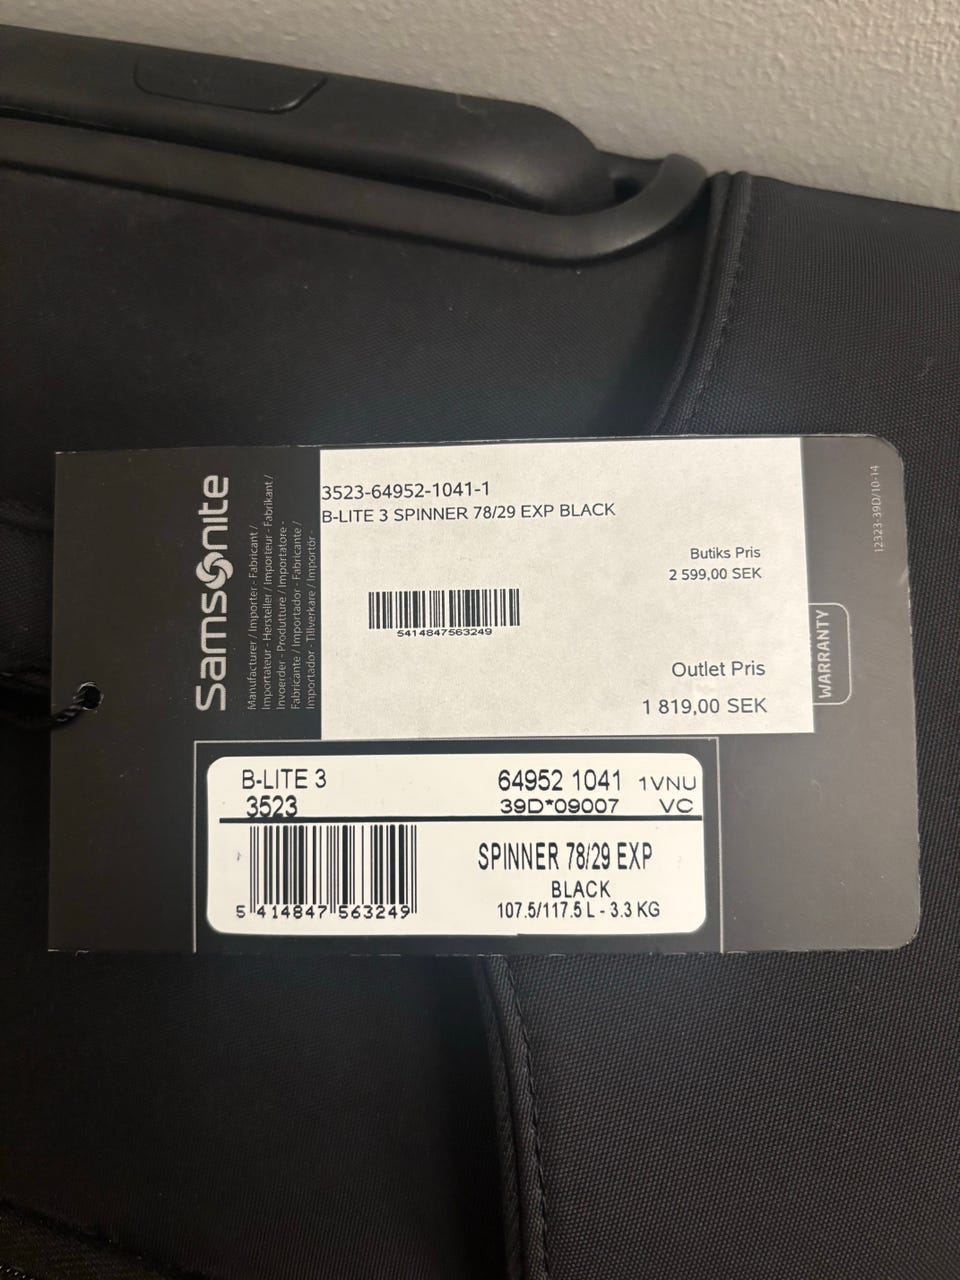 Samsonite
Manufacturer / Importer - Fabricant /
Importateur - Hersteller / Importeur - Fabrikant /
Invoerder - Produttore / Importatore -
Fabricante / Importador - Fabricante /
Importador - Tillverkare / Importör -
3523-64952-1041-1
B-LITE 3 SPINNER 78/29 EXP BLACK
Butiks Pris
2 599,00 SEK
5414847563249
Outlet Pris
1 819,00 SEK
WARRANTY
12323-39D/10-14
B-LITE 3 64952 1041 1VNU
3523 39D*09007 VC
SPINNER 78/29 EXP
BLACK
5 414847 563249
107.5/117.5 L - 3.3 KG